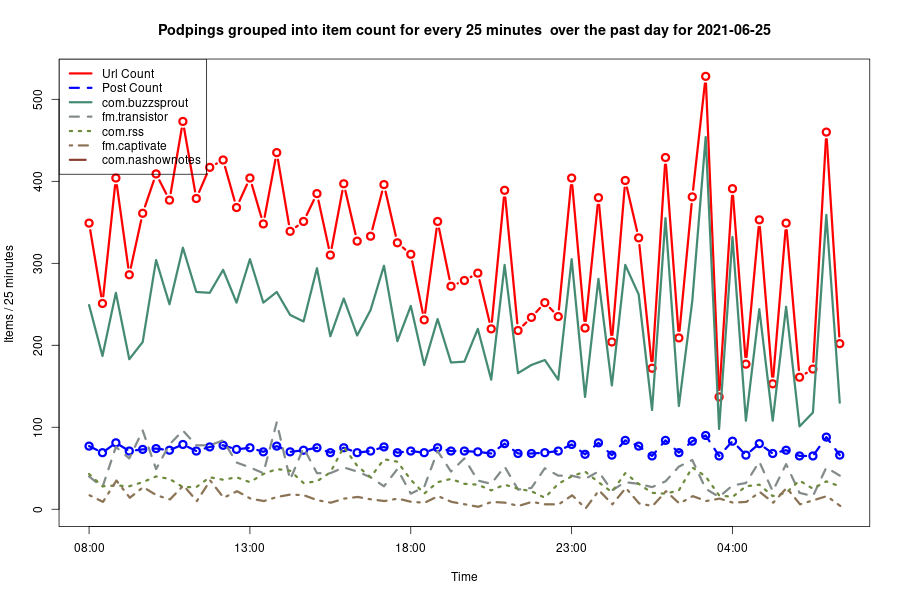 Podpings grouped into item count for every 25 minutes  over the past day for 2021-06-25
Url Count
Post Count
com.buzzsprout
fm.transistor
com.rss
fm.captivate
com.nashownotes
Items / 25 minutes
500
400
300
200
100
0
08:00
13:00
18:00
23:00
04:00
Time